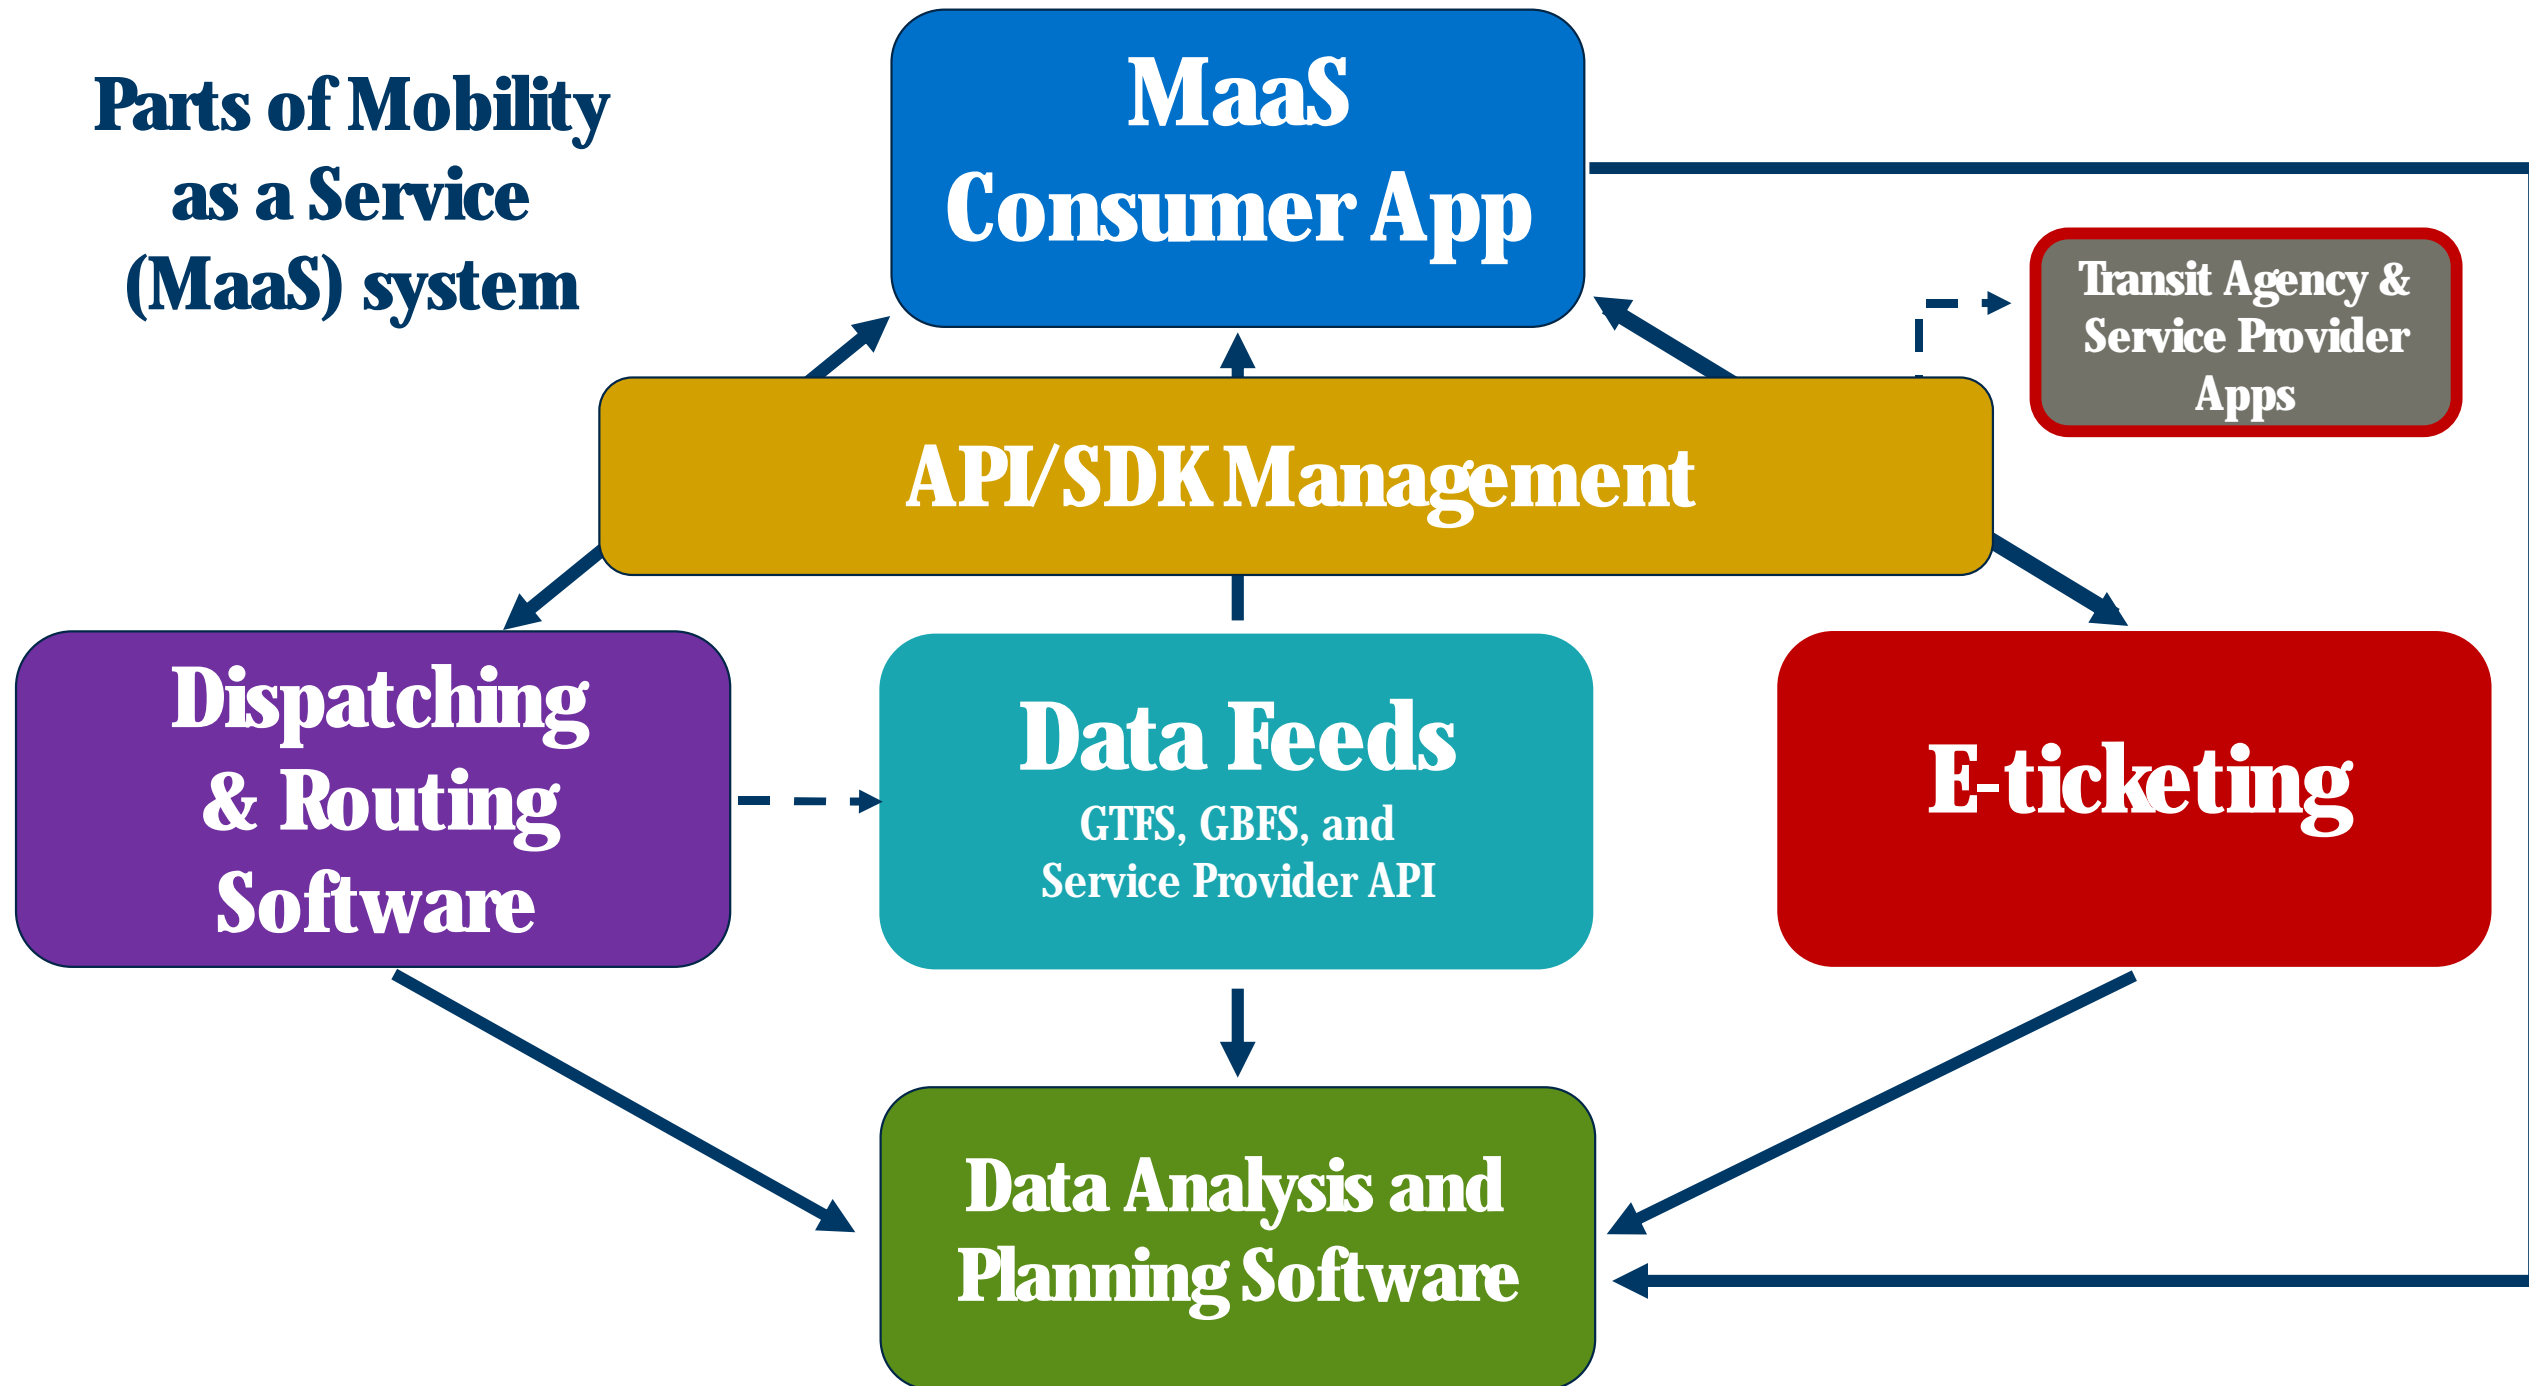 Parts of Mobility
as a Service
(MaaS) system
MaaS
Consumer App
Transit Agency &
Service Provider
Apps
API/SDK Management
Dispatching
& Routing
Software
Data Feeds
GTFS, GBFS, and
Service Provider API
E-ticketing
Data Analysis and
Planning Software